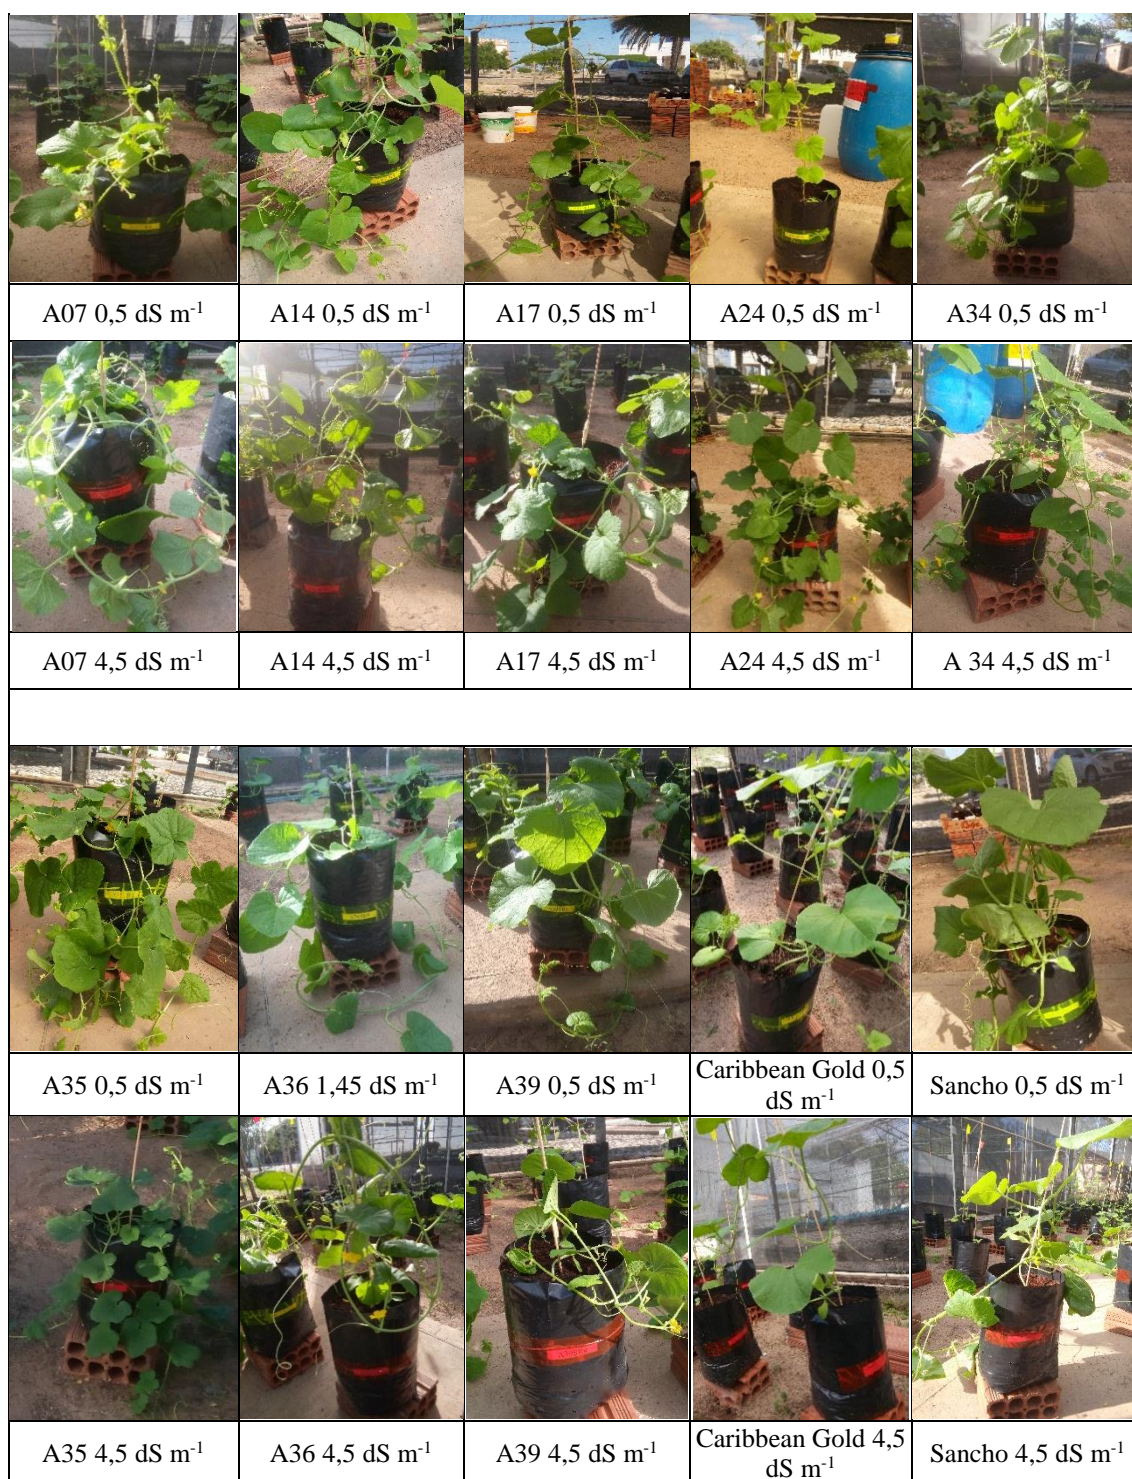 A07 0,5 dS m⁻¹
A14 0,5 dS m⁻¹
A17 0,5 dS m⁻¹
A24 0,5 dS m⁻¹
A34 0,5 dS m⁻¹
A07 4,5 dS m⁻¹
A14 4,5 dS m⁻¹
A17 4,5 dS m⁻¹
A24 4,5 dS m⁻¹
A 34 4,5 dS m⁻¹
A35 0,5 dS m⁻¹
A36 1,45 dS m⁻¹
A39 0,5 dS m⁻¹
Caribbean Gold 0,5
dS m⁻¹
Sancho 0,5 dS m⁻¹
A35 4,5 dS m⁻¹
A36 4,5 dS m⁻¹
A39 4,5 dS m⁻¹
Caribbean Gold 4,5
dS m⁻¹
Sancho 4,5 dS m⁻¹